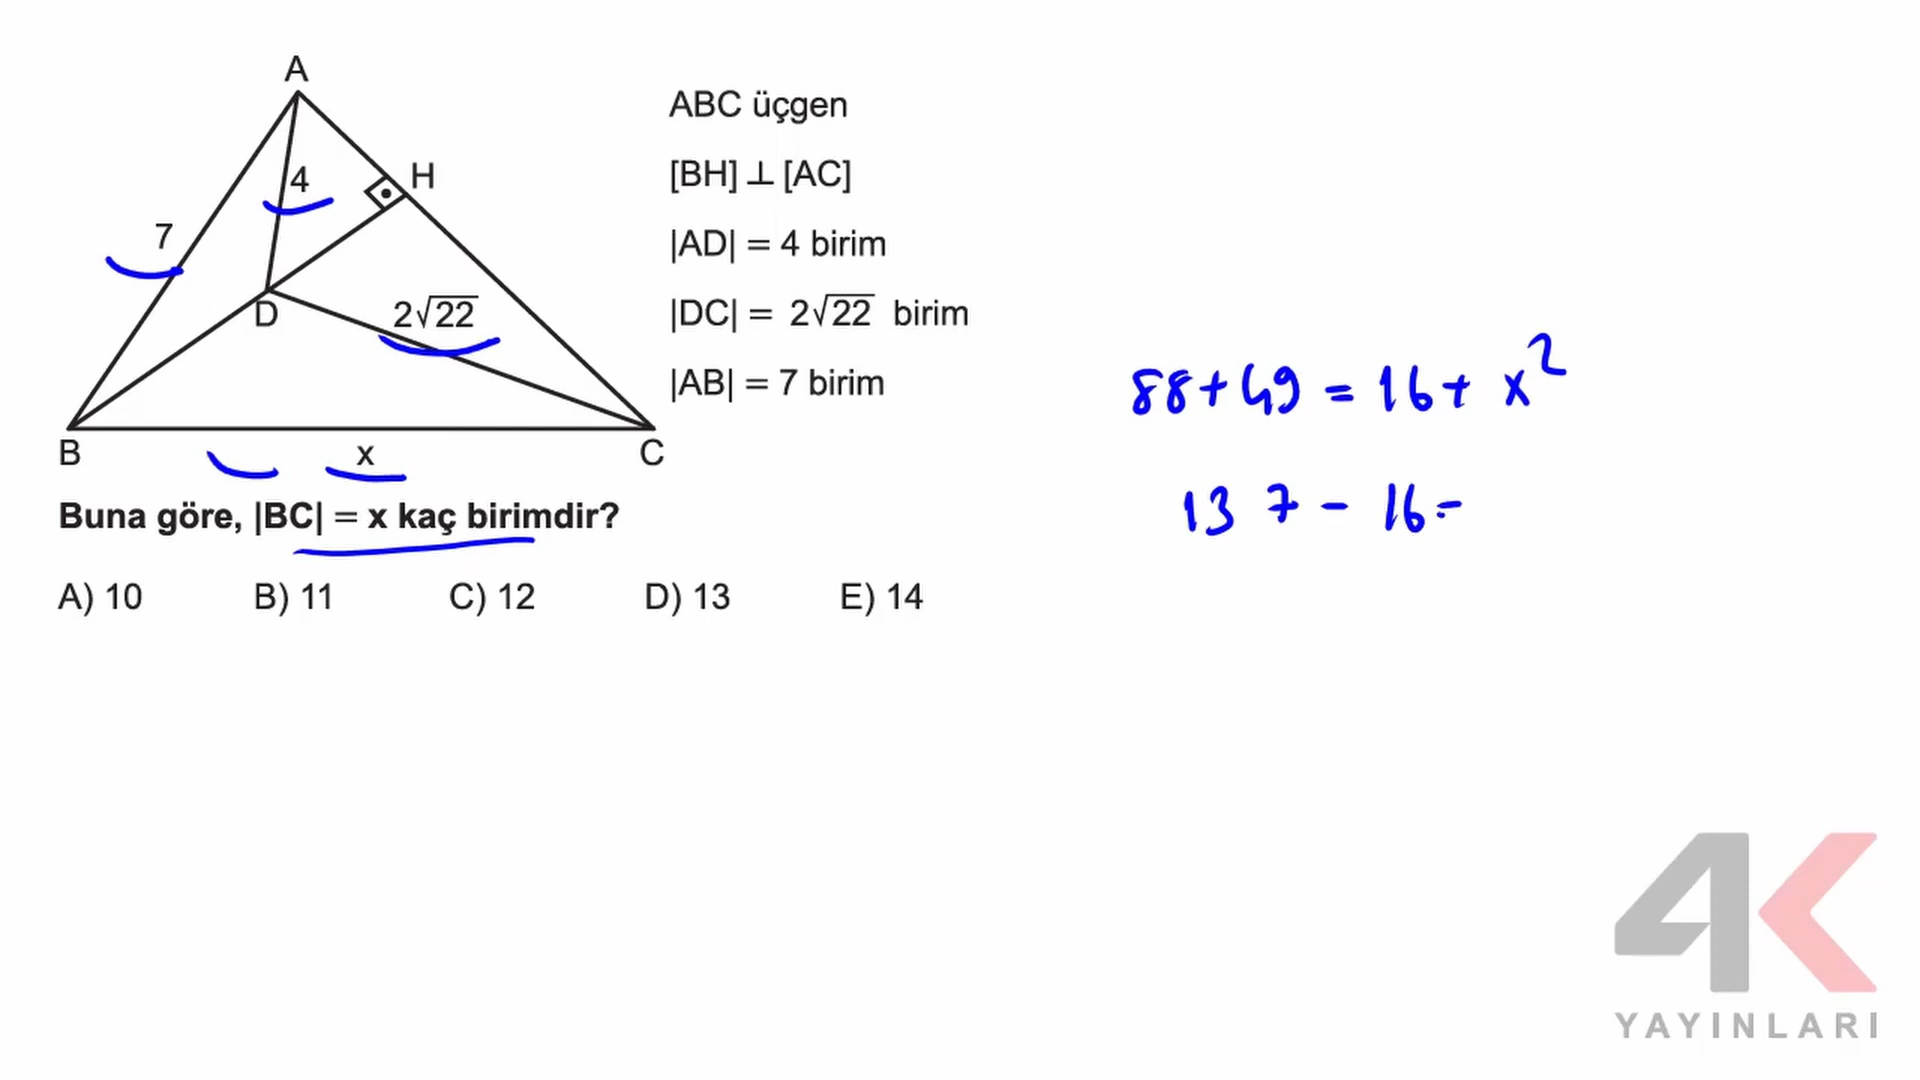 A
4
H
7
D
2√22
B
x
C
ABC üçgen
[BH] ⊥ [AC]
|AD| = 4 birim
|DC| = 2√22 birim
|AB| = 7 birim
88+49 = 16+ x²
137 - 16=
Buna göre, |BC| = x kaç birimdir?
A) 10 B) 11 C) 12 D) 13 E) 14
4K
YAYINLARI